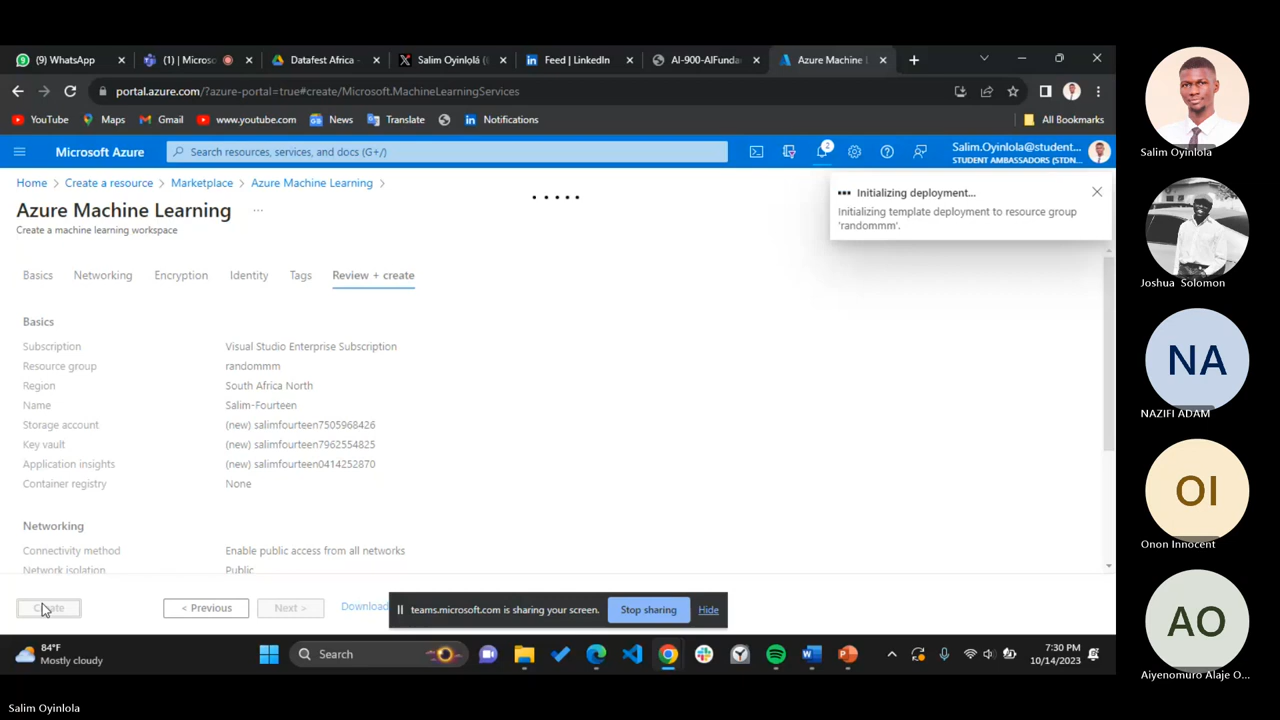 (9) WhatsApp
(1) | Microso
Datafest Africa -
Salim Oyinlolá (
Feed | LinkedIn
AI-900-AIFunda
Azure Machine L
portal.azure.com/?azure-portal=true#create/Microsoft.MachineLearningServices
YouTube
Maps
Gmail
www.youtube.com
News
Translate
Notifications
All Bookmarks
Microsoft Azure
Search resources, services, and docs (G+/)
2
Salim.Oyinlola@student...
STUDENT AMBASSADORS (STDN...
Home > Create a resource > Marketplace > Azure Machine Learning >
Azure Machine Learning ...
Create a machine learning workspace
Initializing deployment...
Initializing template deployment to resource group
'randommm'.
Basics Networking Encryption Identity Tags Review + create
Basics
Subscription Visual Studio Enterprise Subscription
Resource group randommm
Region South Africa North
Name Salim-Fourteen
Storage account (new) salimfourteen7505968426
Key vault (new) salimfourteen7962554825
Application insights (new) salimfourteen0414252870
Container registry None
Networking
Connectivity method Enable public access from all networks
Network isolation Public
Create
< Previous
Next >
Download
teams.microsoft.com is sharing your screen.
Stop sharing
Hide
84°F
Mostly cloudy
Search
7:30 PM
10/14/2023
Salim Oyinlola
Joshua Solomon
NA
NAZIFI ADAM
OI
Onon Innocent
AO
Aiyenomuro Alaje O...
Salim Oyinlola